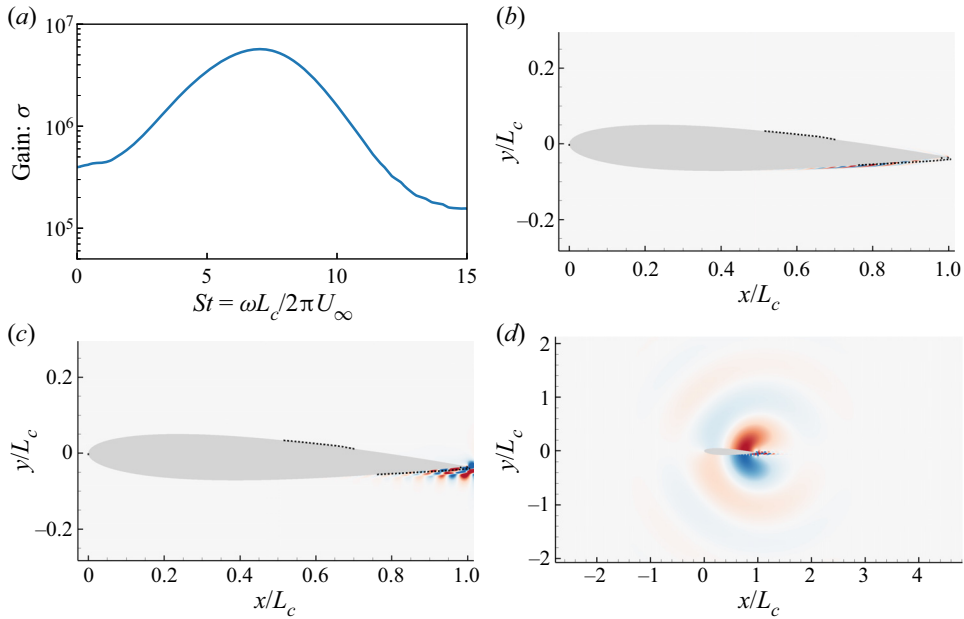 (a)
10^7
10^6
10^5
Gain: σ
0 5 10 15
St = ωL_c/2πU_∞
(b)
0.2
0
−0.2
y/L_c
0 0.2 0.4 0.6 0.8 1.0
x/L_c
(c)
0.2
0
−0.2
y/L_c
0 0.2 0.4 0.6 0.8 1.0
x/L_c
(d)
2
1
0
−1
−2
y/L_c
−2 −1 0 1 2 3 4
x/L_c